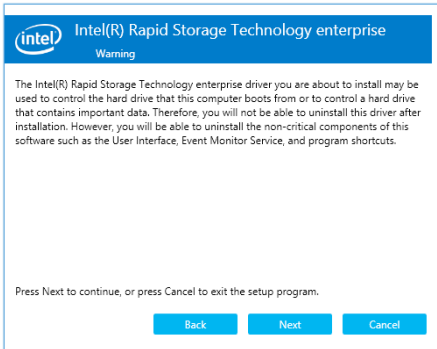 (intel)
Intel(R) Rapid Storage Technology enterprise
Warning
The Intel(R) Rapid Storage Technology enterprise driver you are about to install may be
used to control the hard drive that this computer boots from or to control a hard drive
that contains important data. Therefore, you will not be able to uninstall this driver after
installation. However, you will be able to uninstall the non-critical components of this
software such as the User Interface, Event Monitor Service, and program shortcuts.
Press Next to continue, or press Cancel to exit the setup program.
Back Next Cancel